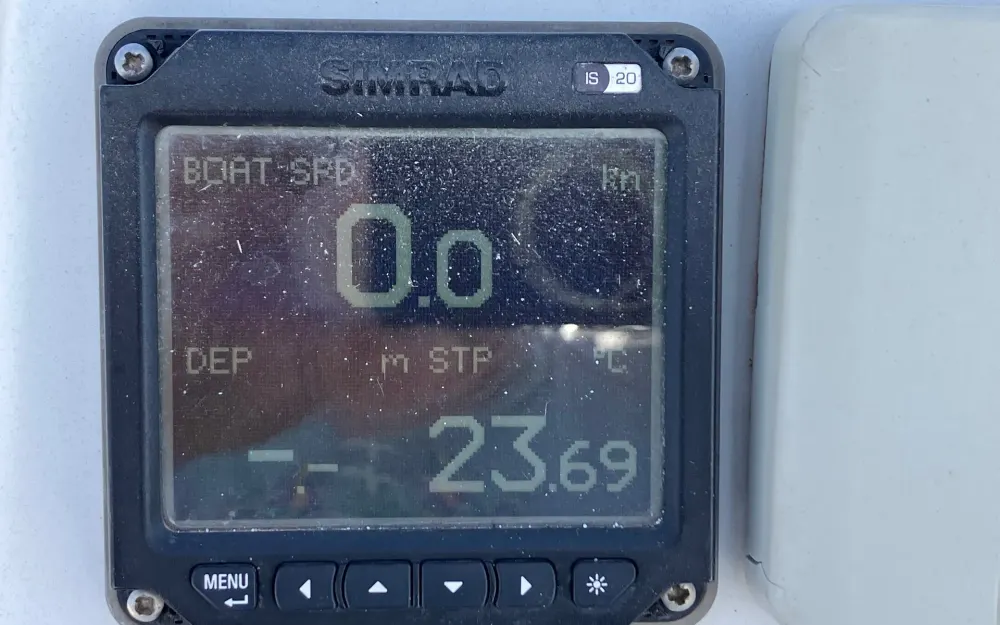 SIMRAD
IS 20
BOAT SPD kn
0.0
DEP m STP °C
-.- 23.69
MENU